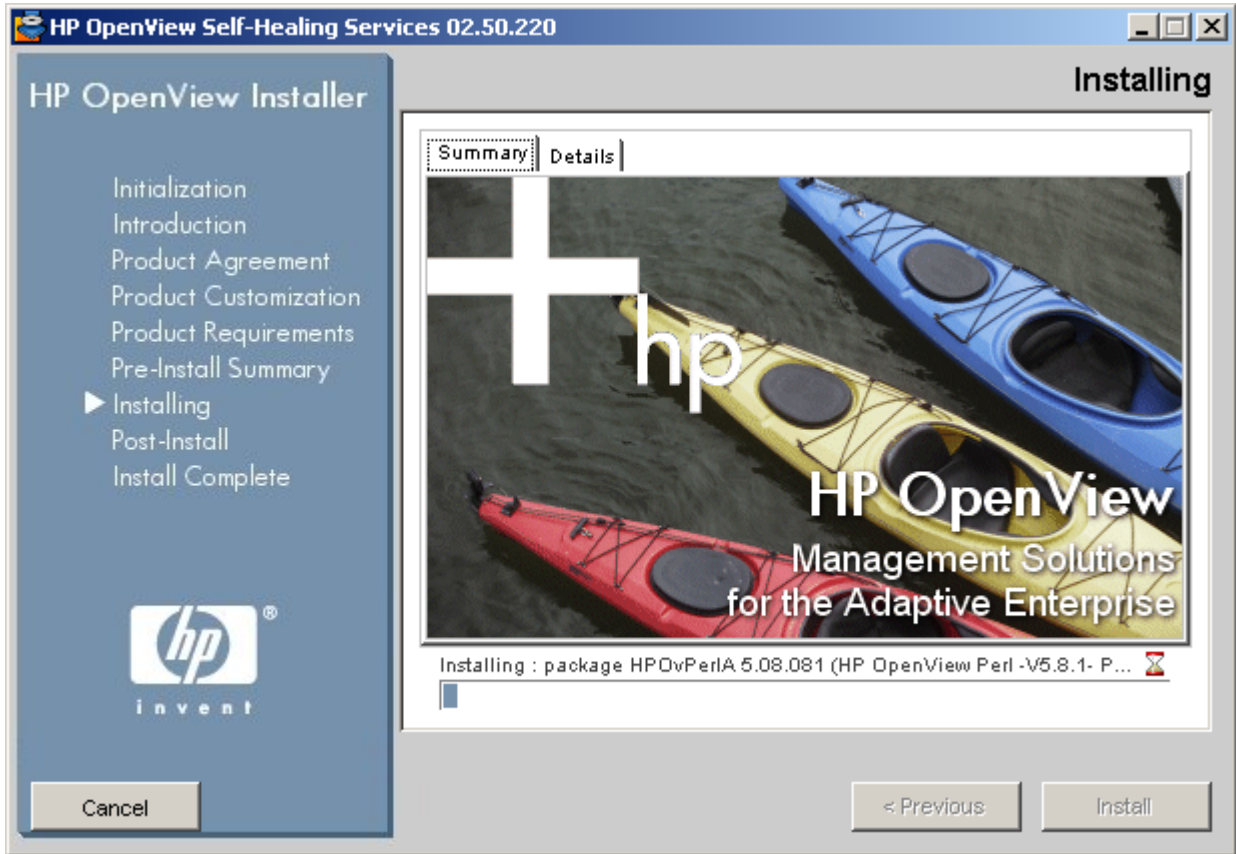 HP OpenView Self-Healing Services 02.50.220
HP OpenView Installer
Initialization
Introduction
Product Agreement
Product Customization
Product Requirements
Pre-Install Summary
Installing
Post-Install
Install Complete
hp
®
invent
Cancel
Installing
Summary
Details
hp
HP OpenView
Management Solutions
for the Adaptive Enterprise
Installing : package HPOvPerlA 5.08.081 (HP OpenView Perl -V5.8.1- P...
< Previous
Install